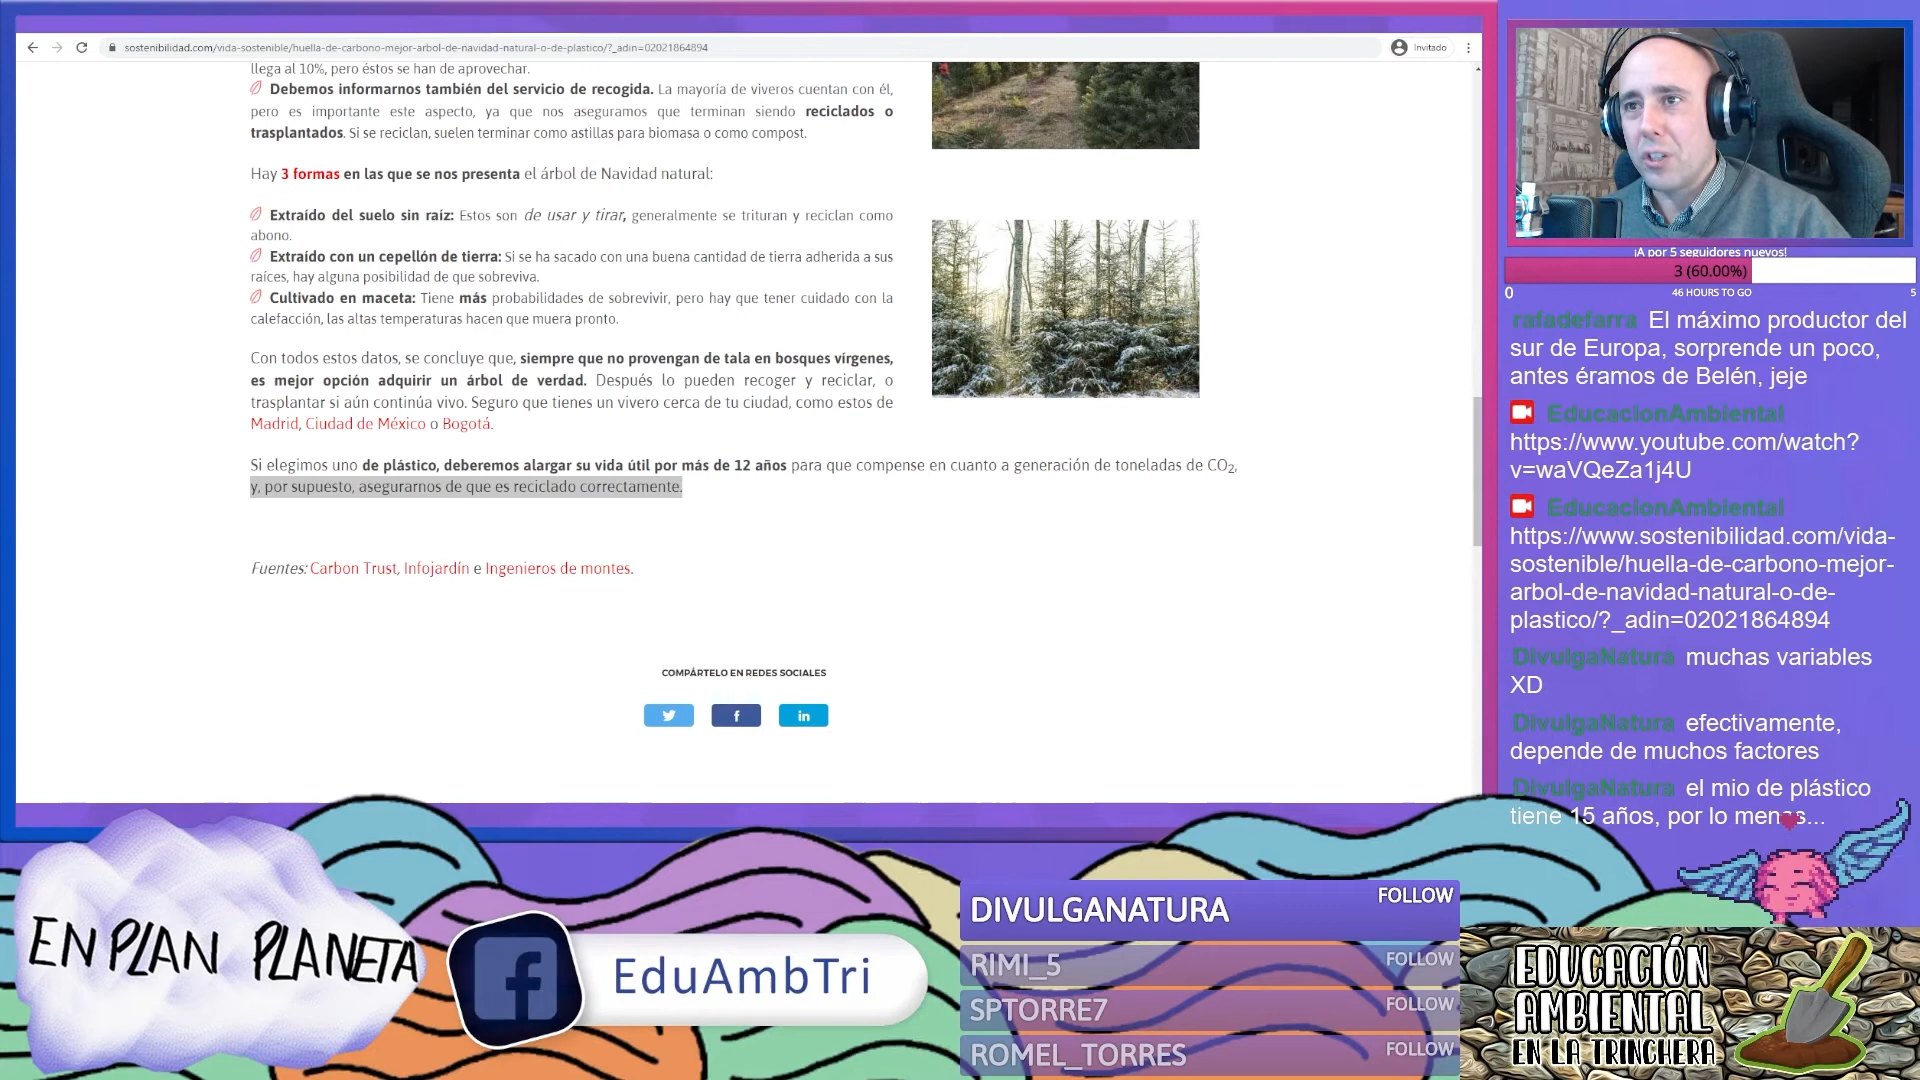 sostenibilidad.com/vida-sostenible/huella-de-carbono-mejor-arbol-de-navidad-natural-o-de-plastico/?_adin=02021864894
Invitado
llega al 10%, pero éstos se han de aprovechar.
Debemos informarnos también del servicio de recogida. La mayoría de viveros cuentan con él,
pero es importante este aspecto, ya que nos aseguramos que terminan siendo reciclados o
trasplantados. Si se reciclan, suelen terminar como astillas para biomasa o como compost.
Hay 3 formas en las que se nos presenta el árbol de Navidad natural:
Extraído del suelo sin raíz: Estos son de usar y tirar, generalmente se trituran y reciclan como
abono.
Extraído con un cepellón de tierra: Si se ha sacado con una buena cantidad de tierra adherida a sus
raíces, hay alguna posibilidad de que sobreviva.
Cultivado en maceta: Tiene más probabilidades de sobrevivir, pero hay que tener cuidado con la
calefacción, las altas temperaturas hacen que muera pronto.
Con todos estos datos, se concluye que, siempre que no provengan de tala en bosques vírgenes,
es mejor opción adquirir un árbol de verdad. Después lo pueden recoger y reciclar, o
trasplantar si aún continúa vivo. Seguro que tienes un vivero cerca de tu ciudad, como estos de
Madrid, Ciudad de México o Bogotá.
Si elegimos uno de plástico, deberemos alargar su vida útil por más de 12 años para que compense en cuanto a generación de toneladas de CO2,
y, por supuesto, asegurarnos de que es reciclado correctamente.
Fuentes: Carbon Trust, Infojardín e Ingenieros de montes.
COMPÁRTELO EN REDES SOCIALES
¡A por 5 seguidores nuevos!
3 (60.00%)
0 46 HOURS TO GO 5
rafadefarra El máximo productor del
sur de Europa, sorprende un poco,
antes éramos de Belén, jeje
EducacionAmbiental
https://www.youtube.com/watch?
v=waVQeZa1j4U
EducacionAmbiental
https://www.sostenibilidad.com/vida-
sostenible/huella-de-carbono-mejor-
arbol-de-navidad-natural-o-de-
plastico/?_adin=02021864894
DivulgaNatura muchas variables
XD
DivulgaNatura efectivamente,
depende de muchos factores
DivulgaNatura el mio de plástico
tiene 15 años, por lo menos...
EN PLAN PLANETA
EduAmbTri
DIVULGANATURA FOLLOW
RIMI_5 FOLLOW
SPTORRE7 FOLLOW
ROMEL_TORRES FOLLOW
EDUCACIÓN
AMBIENTAL
EN LA TRINCHERA